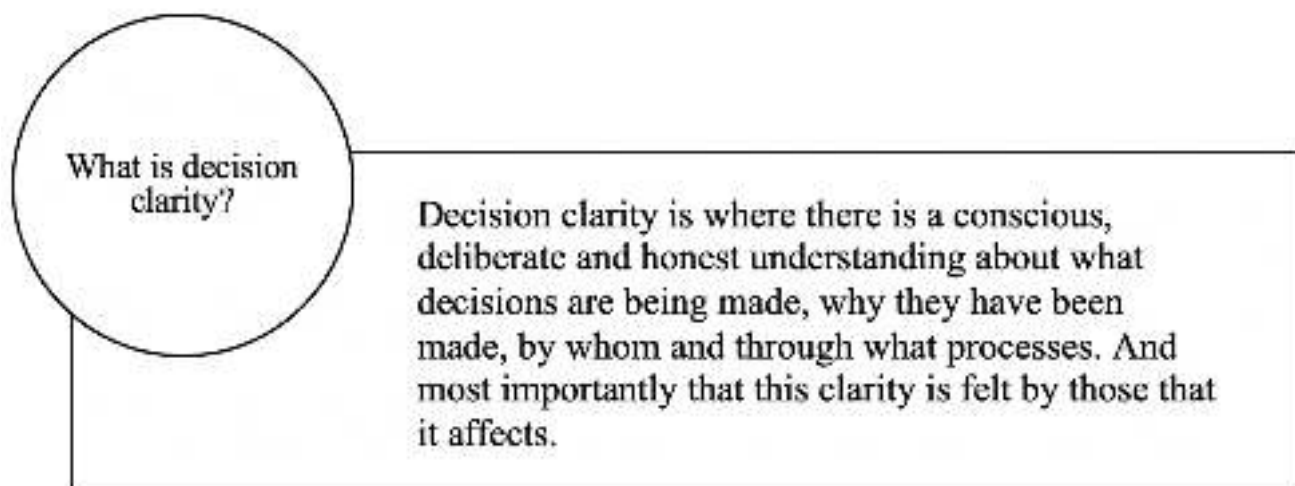 What is decision
clarity?
Decision clarity is where there is a conscious,
deliberate and honest understanding about what
decisions are being made, why they have been
made, by whom and through what processes. And
most importantly that this clarity is felt by those that
it affects.